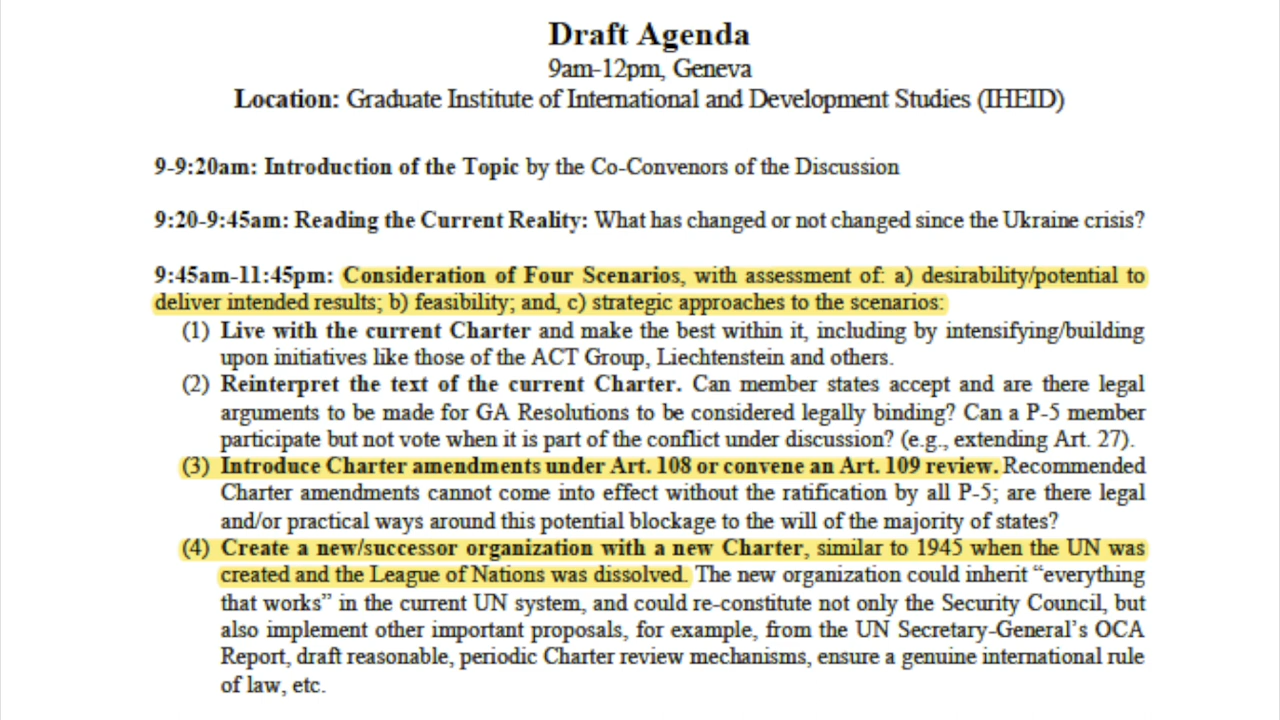 Draft Agenda
9am-12pm, Geneva
Location: Graduate Institute of International and Development Studies (IHEID)
9-9:20am: Introduction of the Topic by the Co-Convenors of the Discussion
9:20-9:45am: Reading the Current Reality: What has changed or not changed since the Ukraine crisis?
9:45am-11:45pm: Consideration of Four Scenarios, with assessment of: a) desirability/potential to
deliver intended results; b) feasibility; and, c) strategic approaches to the scenarios:
(1) Live with the current Charter and make the best within it, including by intensifying/building
upon initiatives like those of the ACT Group, Liechtenstein and others.
(2) Reinterpret the text of the current Charter. Can member states accept and are there legal
arguments to be made for GA Resolutions to be considered legally binding? Can a P-5 member
participate but not vote when it is part of the conflict under discussion? (e.g., extending Art. 27).
(3) Introduce Charter amendments under Art. 108 or convene an Art. 109 review. Recommended
Charter amendments cannot come into effect without the ratification by all P-5; are there legal
and/or practical ways around this potential blockage to the will of the majority of states?
(4) Create a new/successor organization with a new Charter, similar to 1945 when the UN was
created and the League of Nations was dissolved. The new organization could inherit “everything
that works” in the current UN system, and could re-constitute not only the Security Council, but
also implement other important proposals, for example, from the UN Secretary-General’s OCA
Report, draft reasonable, periodic Charter review mechanisms, ensure a genuine international rule
of law, etc.